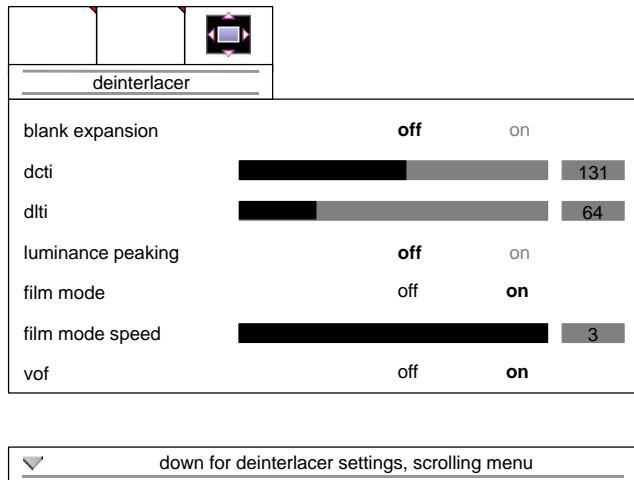 deinterlacer
blank expansion off on
dcti 131
dlti 64
luminance peaking off on
film mode off on
film mode speed 3
vof off on
down for deinterlacer settings, scrolling menu